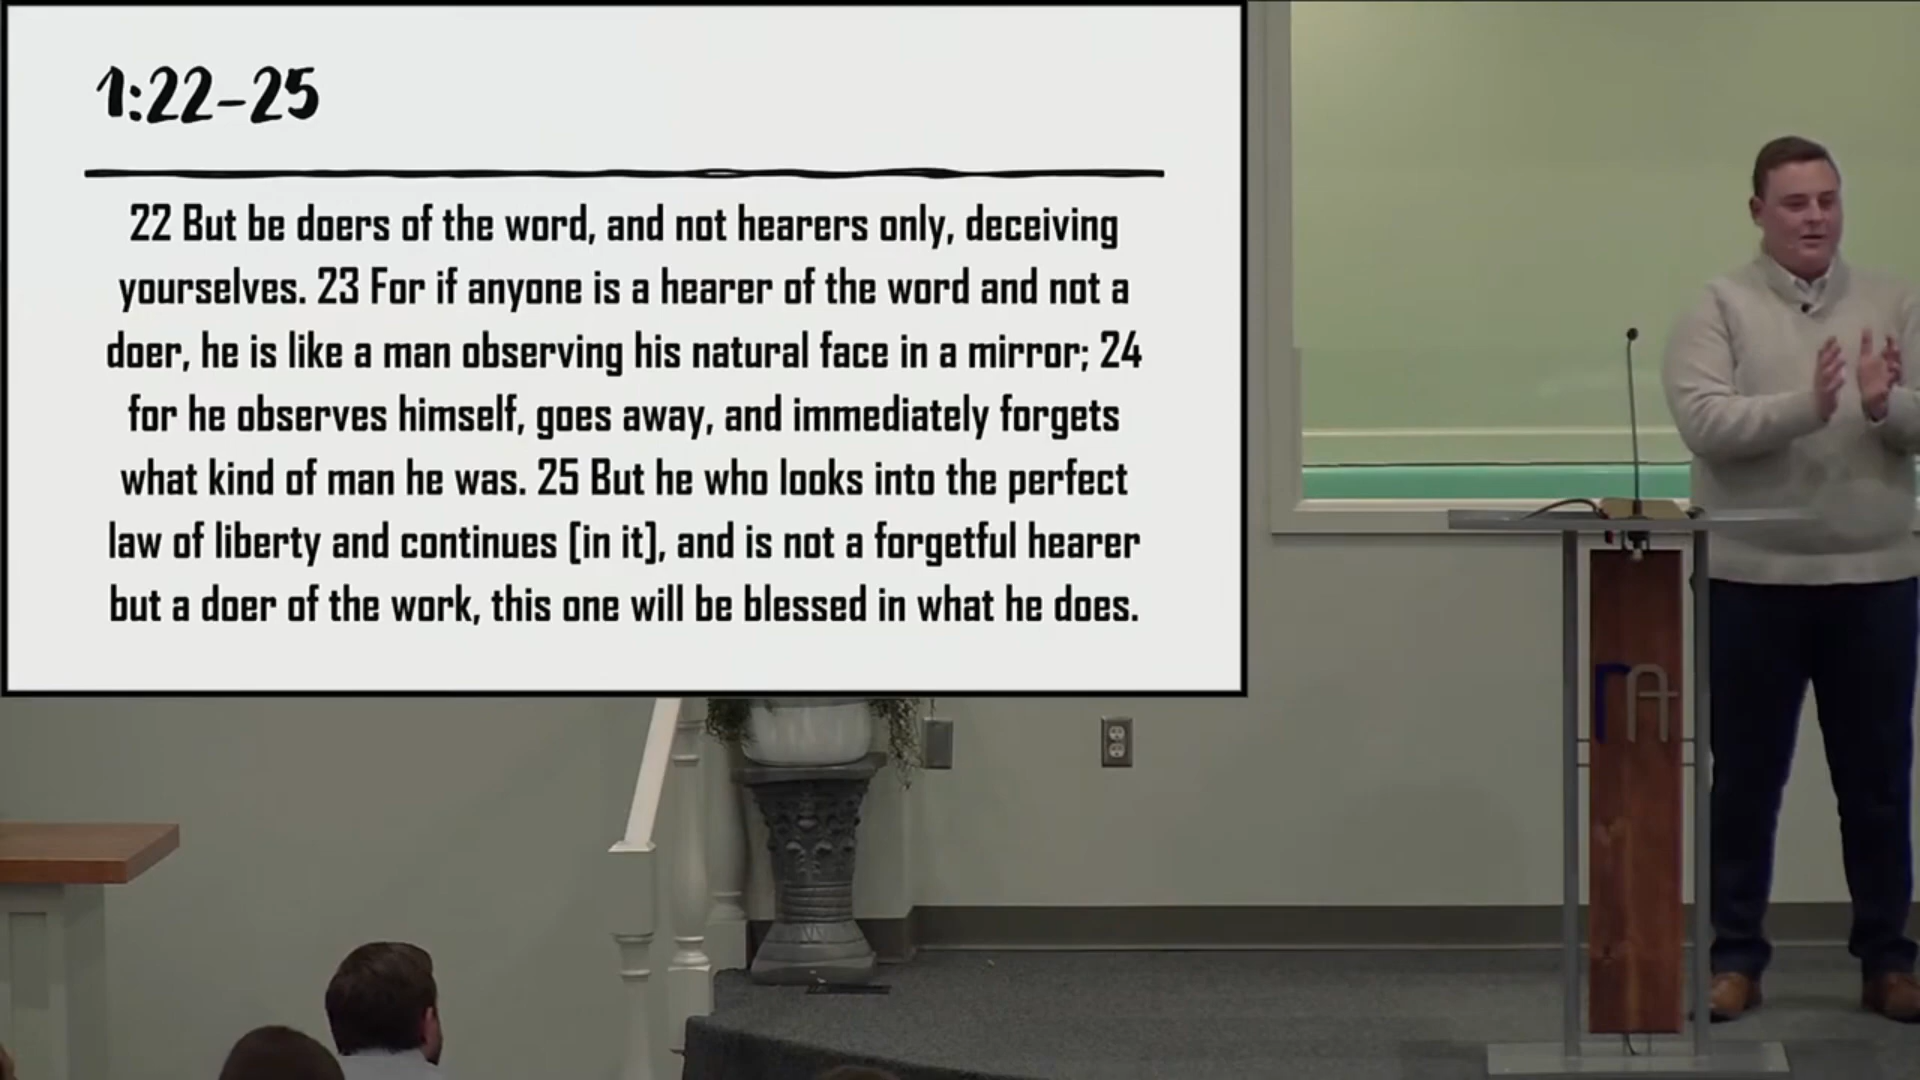 1:22-25
22 But be doers of the word, and not hearers only, deceiving
yourselves. 23 For if anyone is a hearer of the word and not a
doer, he is like a man observing his natural face in a mirror; 24
for he observes himself, goes away, and immediately forgets
what kind of man he was. 25 But he who looks into the perfect
law of liberty and continues [in it], and is not a forgetful hearer
but a doer of the work, this one will be blessed in what he does.